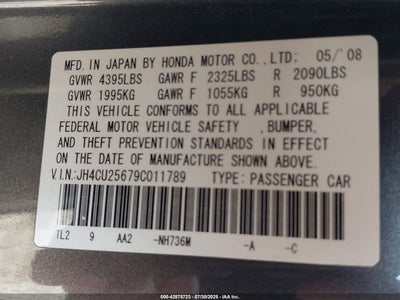 MFD. IN JAPAN BY HONDA MOTOR CO.,LTD: 05/'08
GVWR 4395LBS GAWR F 2325LBS R 2090LBS
GVWR 1995KG GAWR F 1055KG R 950KG
THIS VEHICLE CONFORMS TO ALL APPLICABLE
FEDERAL MOTOR VEHICLE SAFETY ,BUMPER,
AND THEFT PREVENTION STANDARDS IN EFFECT
ON THE DATE OF MANUFACTURE SHOWN ABOVE.
V.I.N.:JH4CU25679C011789 TYPE: PASSENGER CAR
TL2 9 AA2 -NH736M -A -C
000-42875723 - 07/30/2025 - IAA Inc.